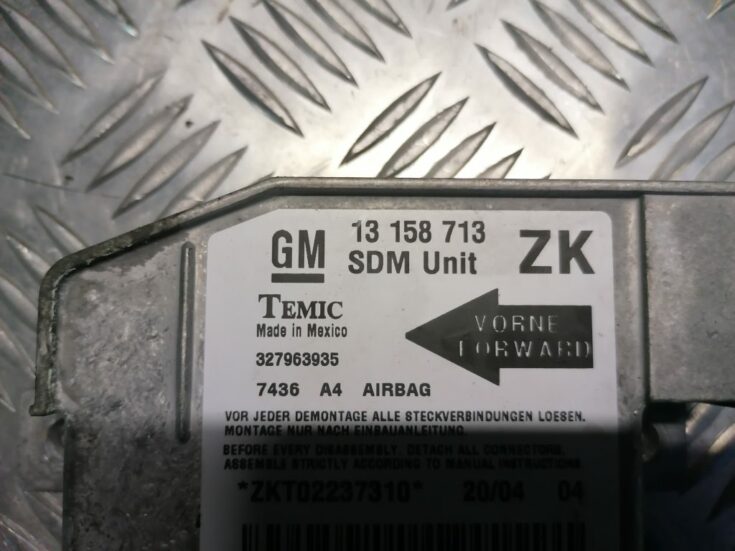 GM 13 158 713 ZK
SDM Unit
TEMIC
Made in Mexico
VORNE
FORWARD
327963935
7436 A4 AIRBAG
VOR JEDER DEMONTAGE ALLE STECKVERBINDUNGEN LOESEN.
MONTAGE NUR NACH EINBAUANLEITUNG.
BEFORE EVERY DISASSEMBLY, DETACH ALL CONNECTORS.
ASSEMBLE STRICTLY ACCORDING TO MANUAL INSTRUCTIONS.
*ZKT02237310* 20/04 04